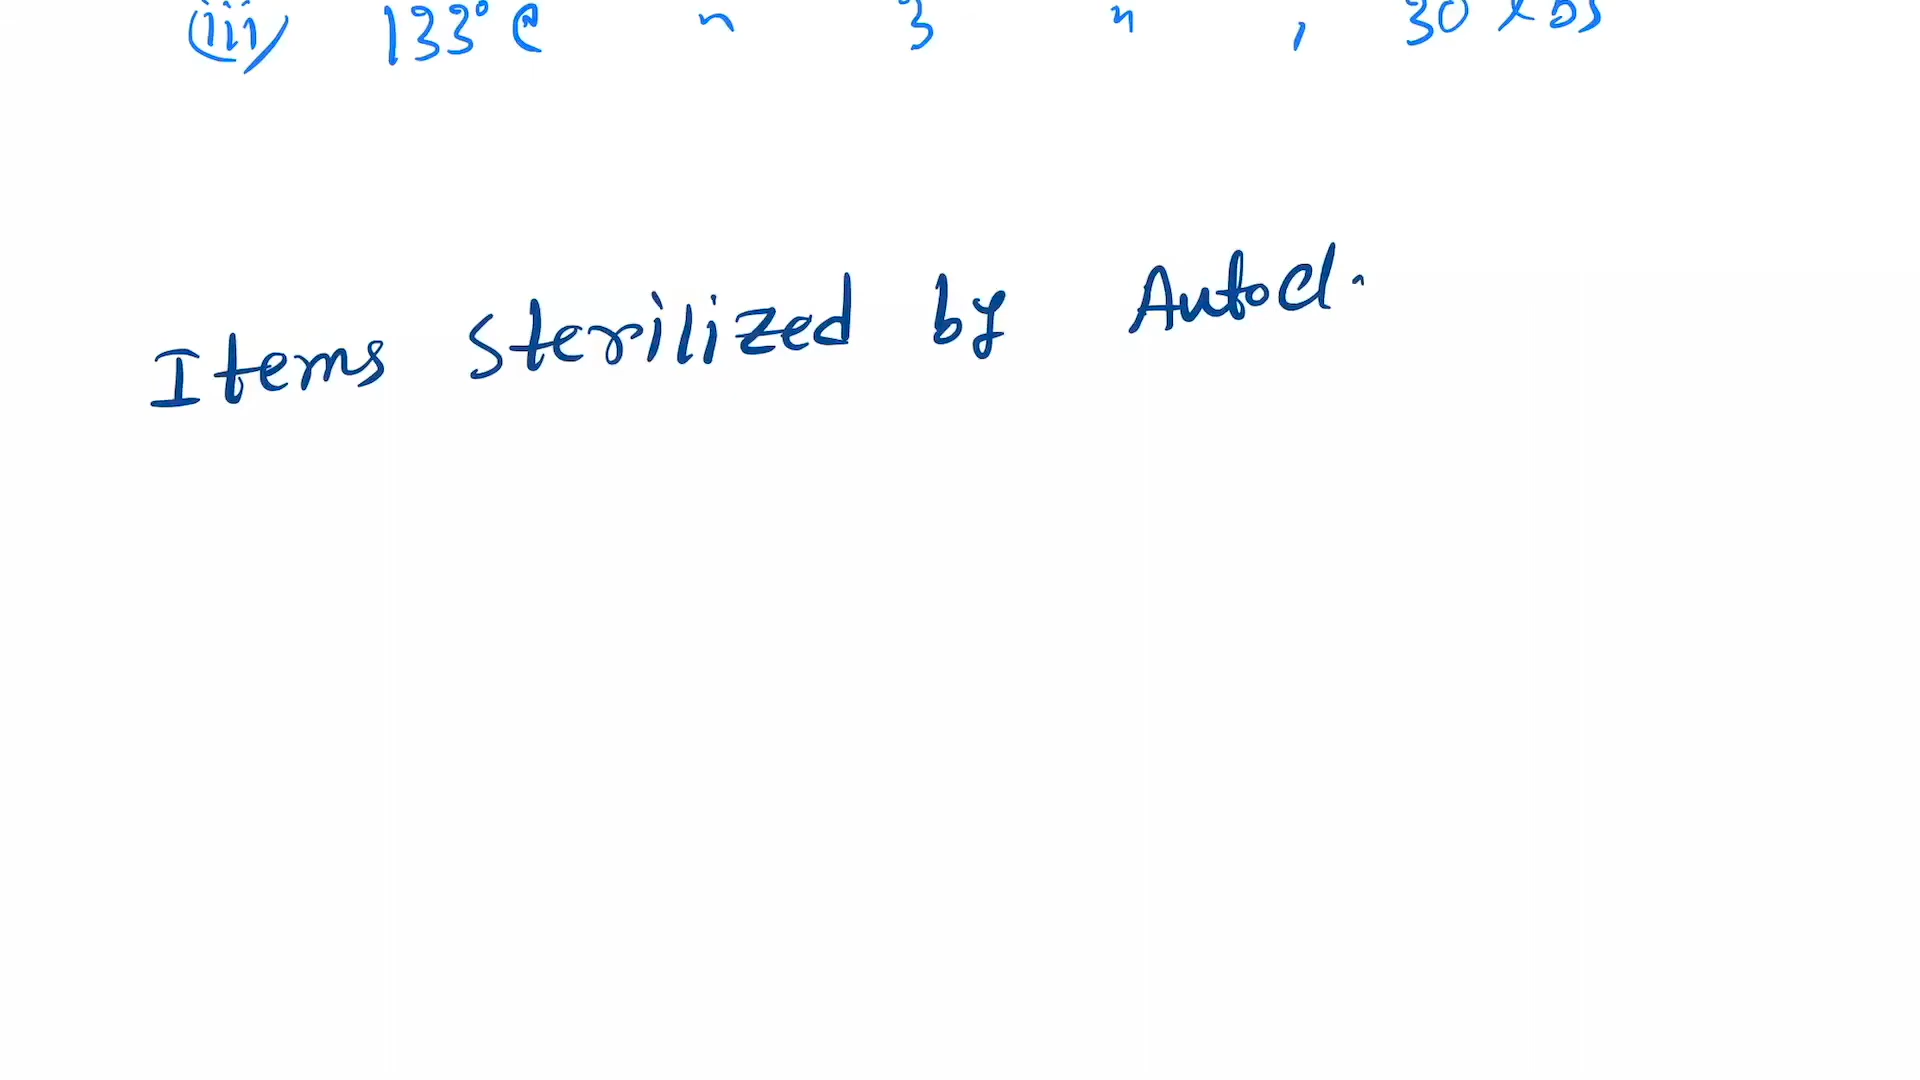 (iii) 133°C " 3 " , 30 lbs
Items Sterilized by Autocl.